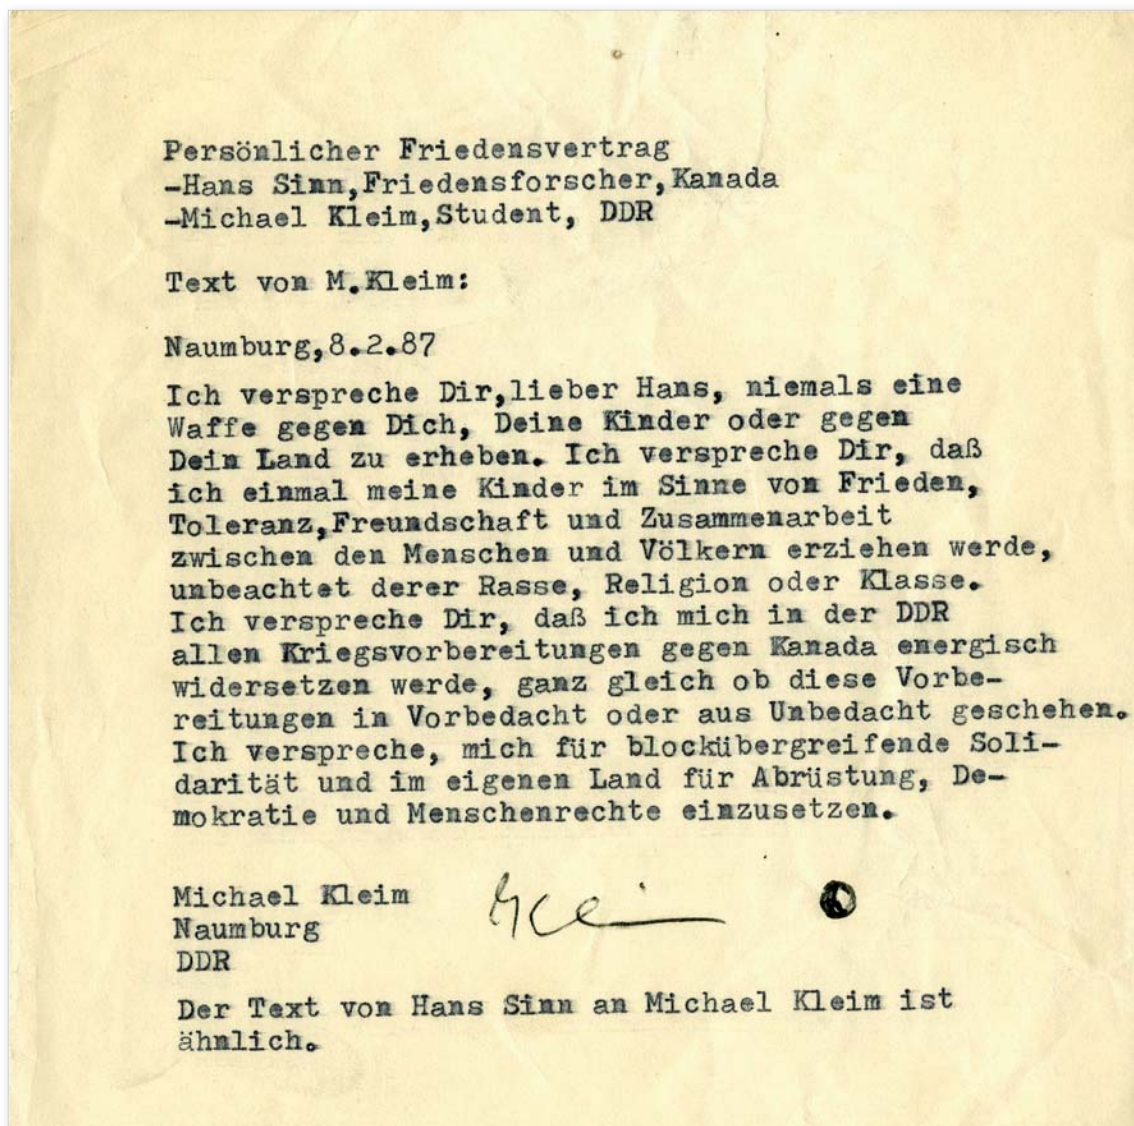 Persönlicher Friedensvertrag
-Hans Sinn,Friedensforscher,Kanada
-Michael Kleim,Student, DDR
Text von M.Kleim:
Naumburg,8.2.87
Ich verspreche Dir,lieber Hans, niemals eine
Waffe gegen Dich, Deine Kinder oder gegen
Dein Land zu erheben. Ich verspreche Dir, daß
ich einmal meine Kinder im Sinne von Frieden,
Toleranz,Freundschaft und Zusammenarbeit
zwischen den Menschen und Völkern erziehen werde,
unbeachtet derer Rasse, Religion oder Klasse.
Ich verspreche Dir, daß ich mich in der DDR
allen Kriegsvorbereitungen gegen Kanada energisch
widersetzen werde, ganz gleich ob diese Vorbe-
reitungen in Vorbedacht oder aus Unbedacht geschehen.
Ich verspreche, mich für blockübergreifende Soli-
darität und im eigenen Land für Abrüstung, De-
mokratie und Menschenrechte einzusetzen.
Michael Kleim
Naumburg
DDR
Der Text von Hans Sinn an Michael Kleim ist
ähnlich.